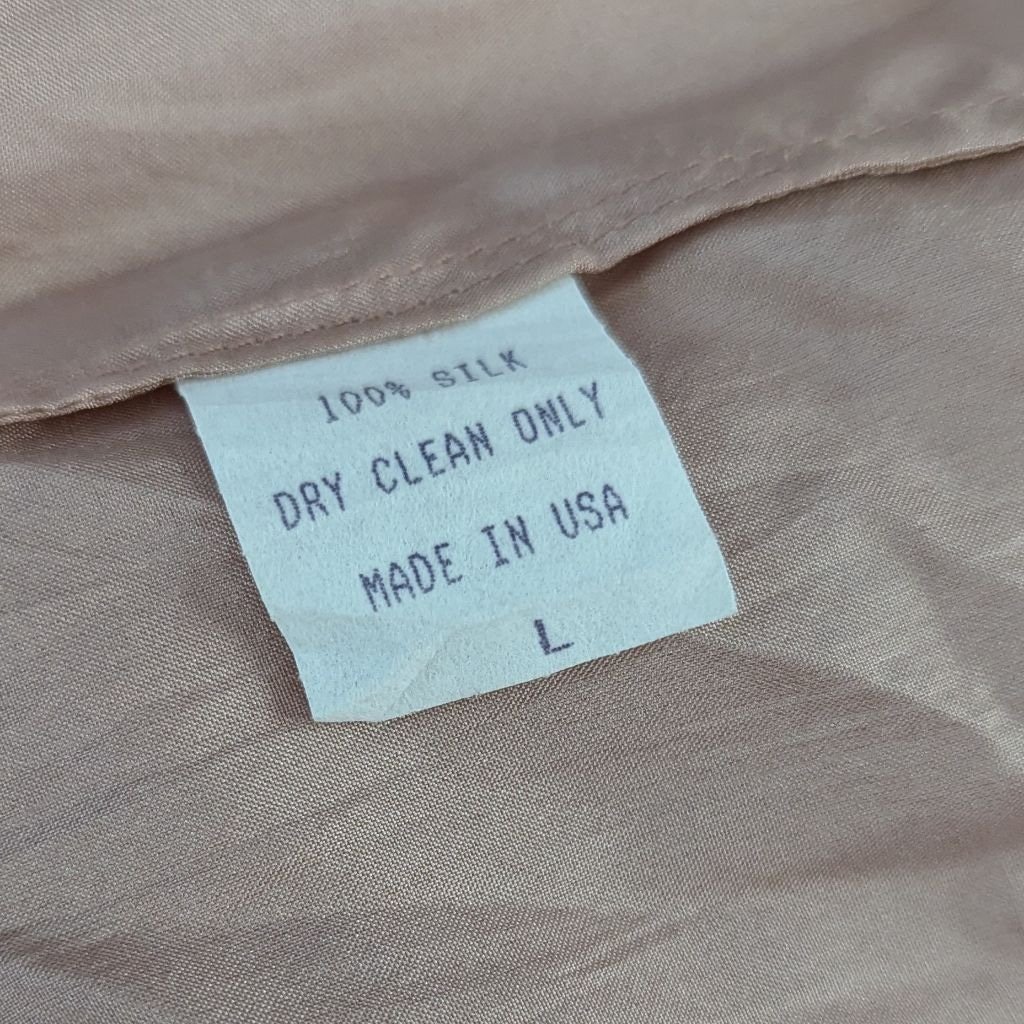 100% SILK
DRY CLEAN ONLY
MADE IN USA
L